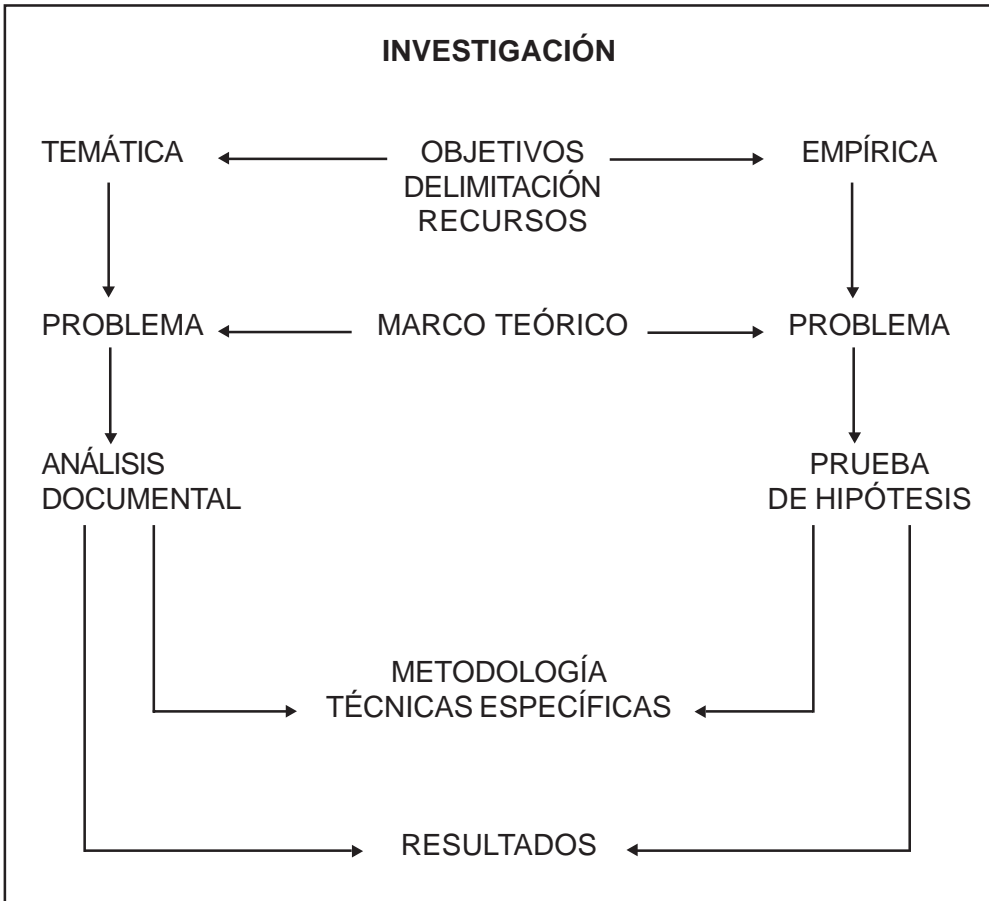 INVESTIGACIÓN
TEMÁTICA
OBJETIVOS
DELIMITACIÓN
RECURSOS
EMPÍRICA
PROBLEMA
MARCO TEÓRICO
PROBLEMA
ANÁLISIS
DOCUMENTAL
PRUEBA
DE HIPÓTESIS
METODOLOGÍA
TÉCNICAS ESPECÍFICAS
RESULTADOS